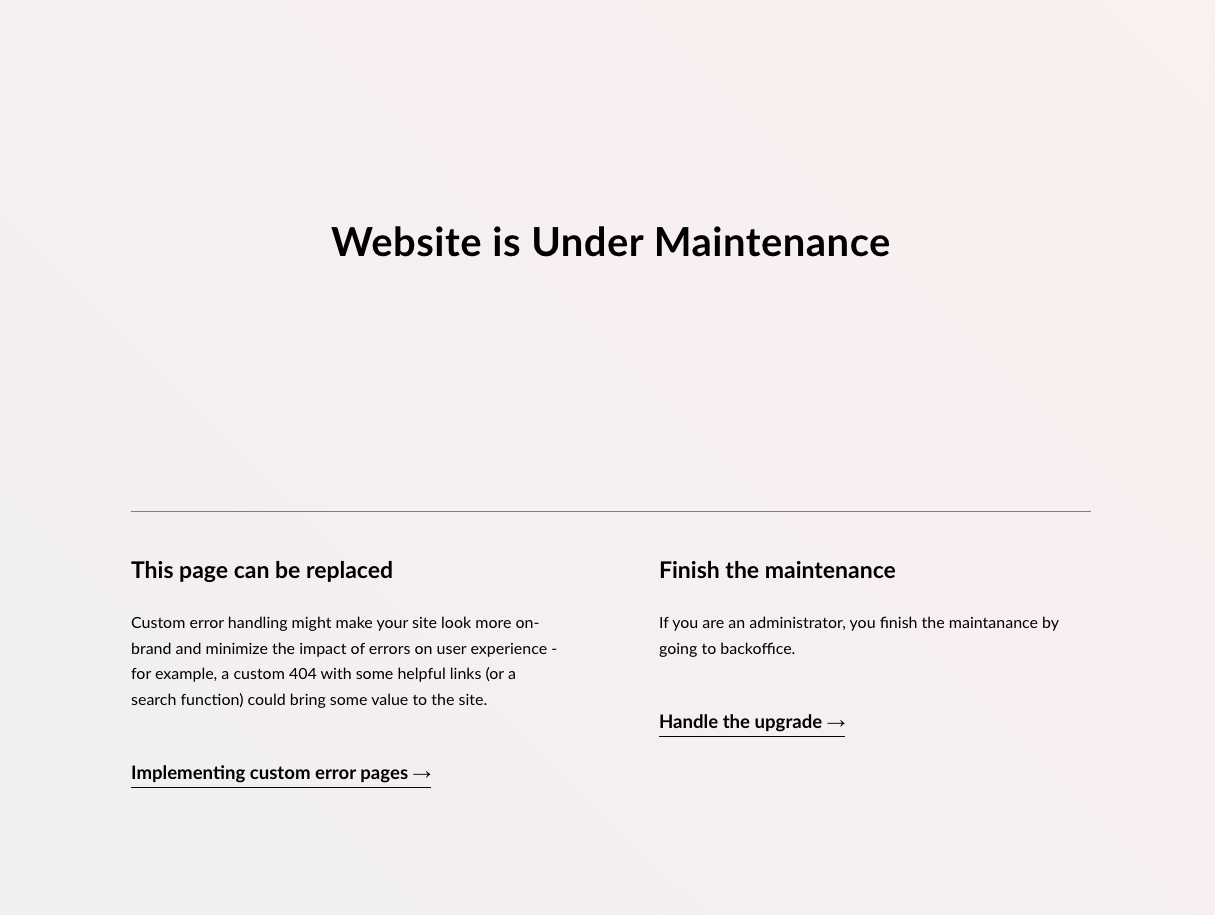 Website is Under Maintenance
This page can be replaced
Custom error handling might make your site look more on-
brand and minimize the impact of errors on user experience -
for example, a custom 404 with some helpful links (or a
search function) could bring some value to the site.
Implementing custom error pages →
Finish the maintenance
If you are an administrator, you finish the maintanance by
going to backoffice.
Handle the upgrade →